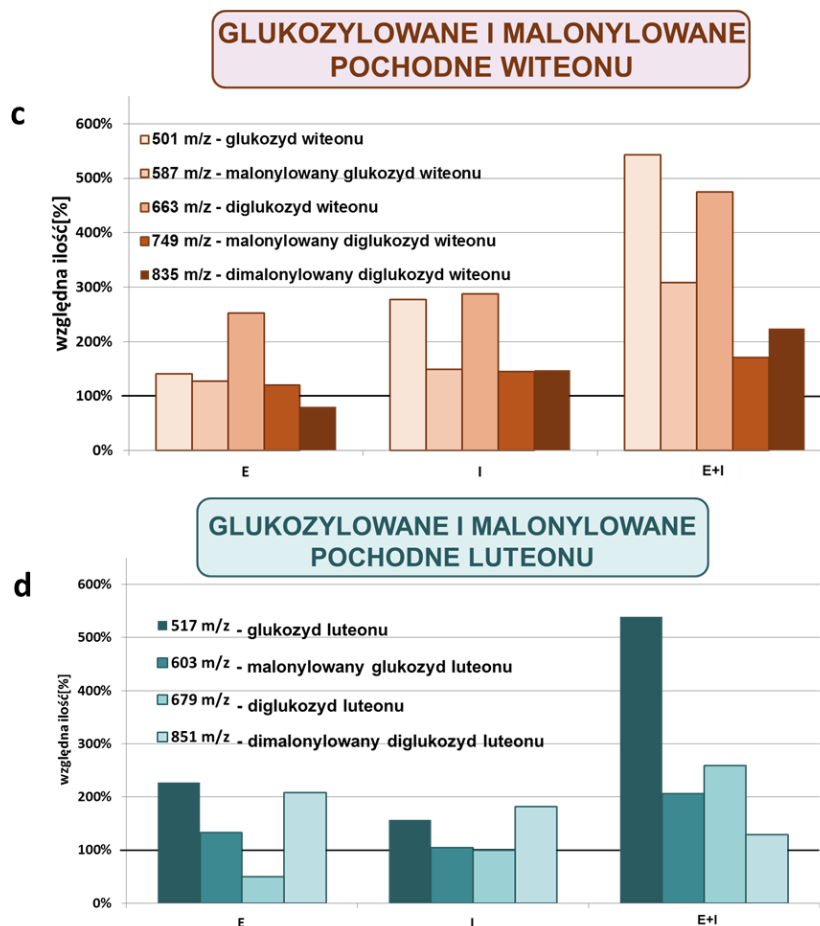 GLUKOZYLOWANE I MALONYLOWANE
POCHODNE WITEONU
c
600%
500%
400%
300%
200%
100%
0%
względna ilość[%]
501 m/z - glukozyd witeonu
587 m/z - malonylowany glukozyd witeonu
663 m/z - diglukozyd witeonu
749 m/z - malonylowany diglukozyd witeonu
835 m/z - dimalonylowany diglukozyd witeonu
E
I
E+I
GLUKOZYLOWANE I MALONYLOWANE
POCHODNE LUTEONU
d
600%
500%
400%
300%
200%
100%
0%
względna ilość[%]
517 m/z - glukozyd luteonu
603 m/z - malonylowany glukozyd luteonu
679 m/z - diglukozyd luteonu
851 m/z - dimalonylowany diglukozyd luteonu
E
I
E+I